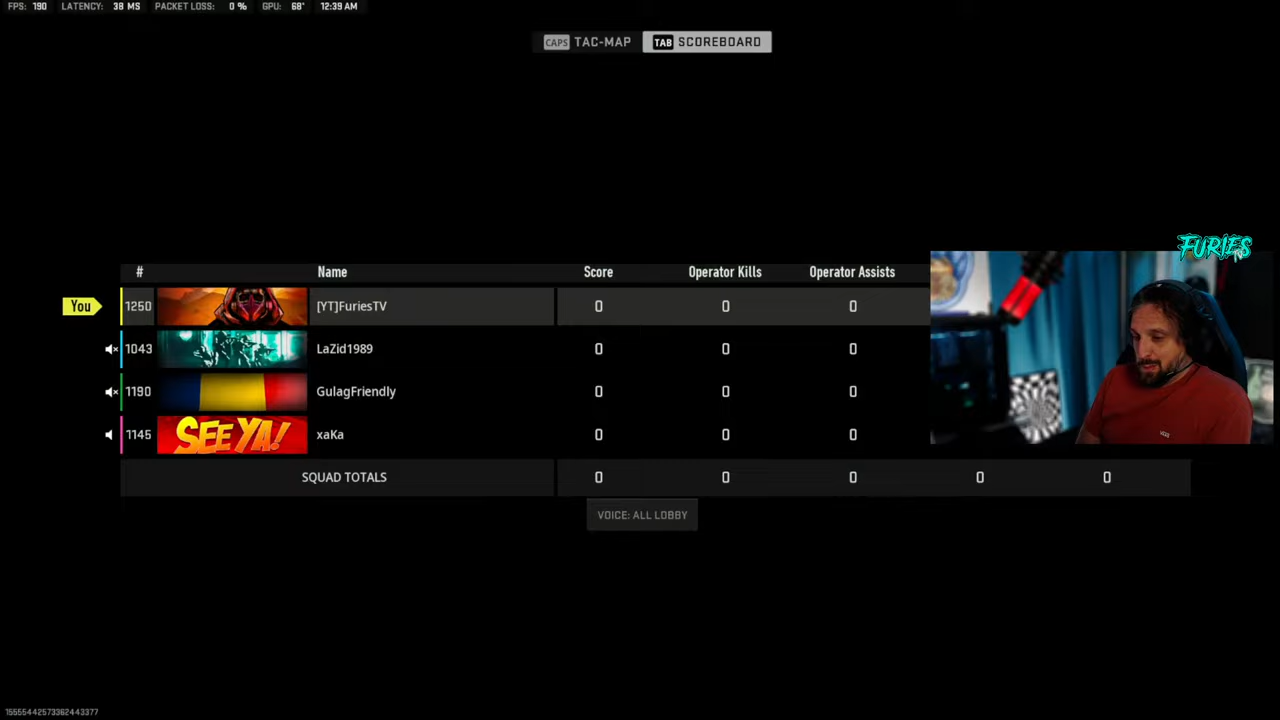 FPS: 190 LATENCY: 38 MS PACKET LOSS: 0 % GPU: 68° 12:39 AM
CAPS TAC-MAP TAB SCOREBOARD
FURIES
# Name Score Operator Kills Operator Assists
You 1250 [YT]FuriesTV 0 0 0
1043 LaZid1989 0 0 0
1190 GulagFriendly 0 0 0
1145 SEE YA! xaKa 0 0 0
SQUAD TOTALS 0 0 0 0 0
VOICE: ALL LOBBY
15555442573362443377